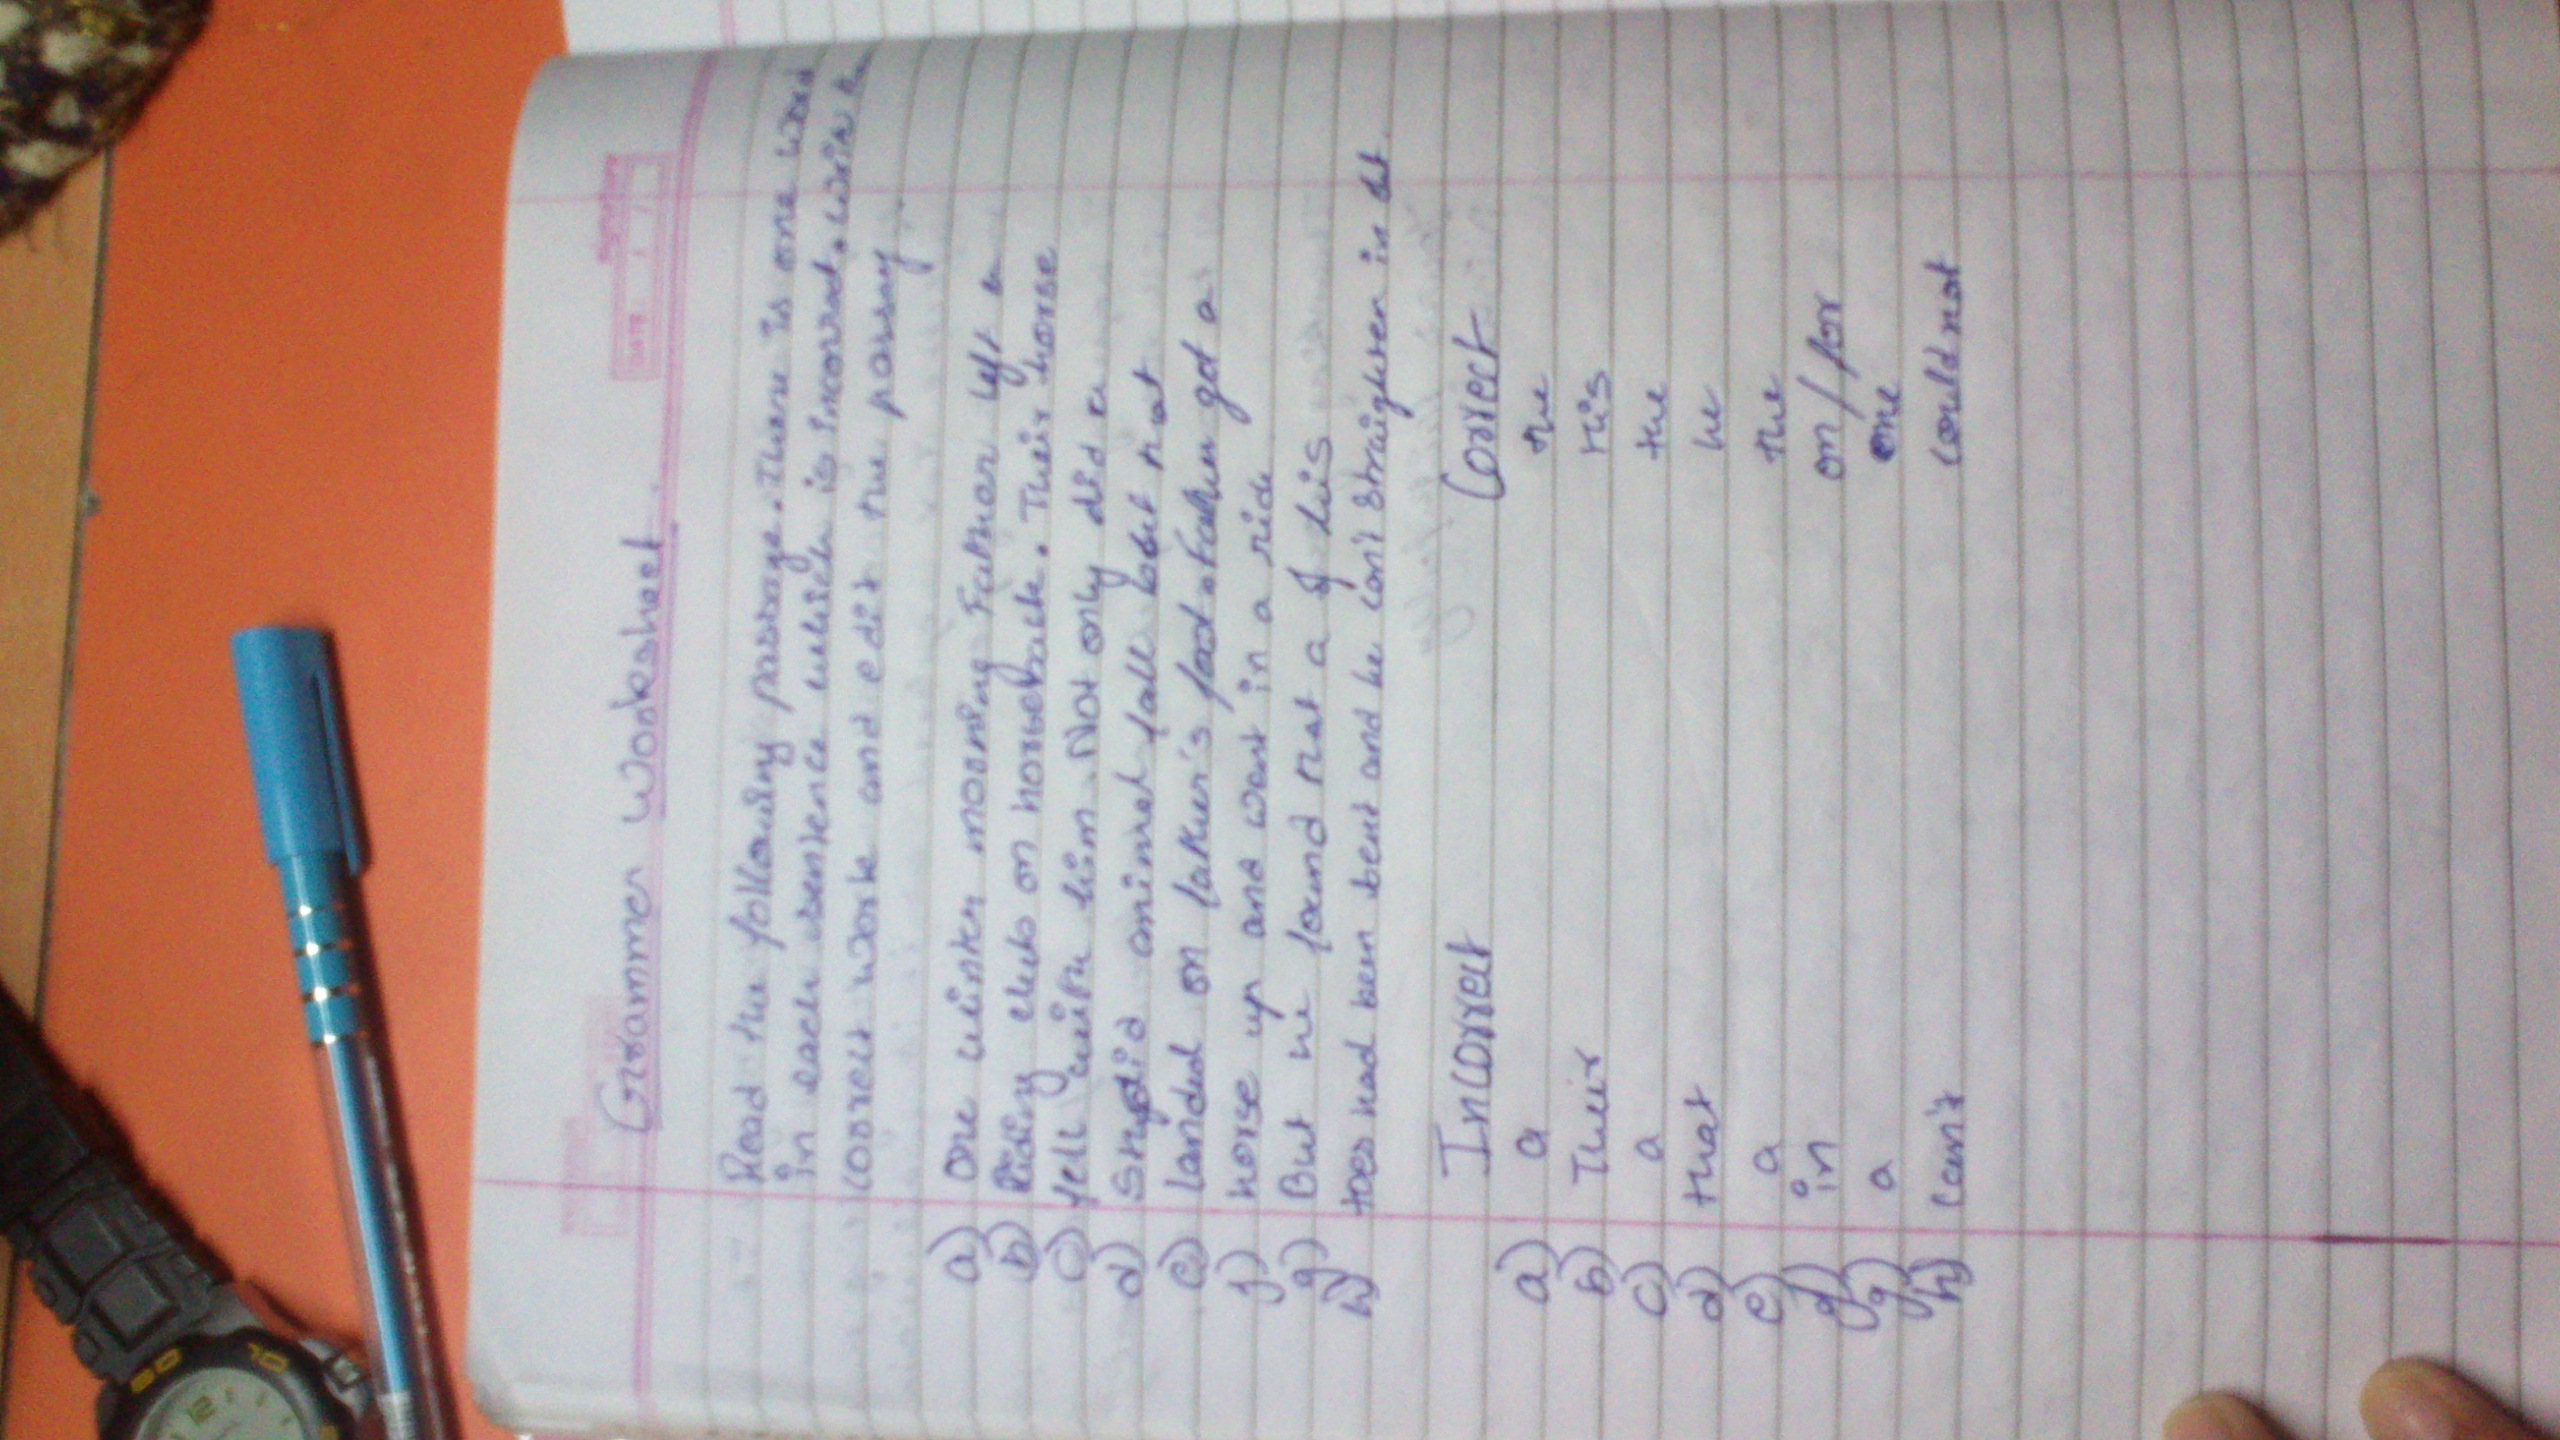 Grammer Worksheet.
DATE
Read the following passage. There is one word
in each sentence which is incorrect. Write the
correct work and edit the passag
a) One winter morning Father left a
b) Riding club on horseback. Their horse
c) fell with him. Not only did a
d) Stupid animal fall but that
e) landed on father's foot. Father got a
f) horse up and went in a ride
g) But he found that a of his
h) toes had been bent and he can't straighten in it.
Incorrect Correct
a) a the
b) Their his
c) a the
d) that he
e) a the
f) in on/for
g) a one
h) Can't Could not